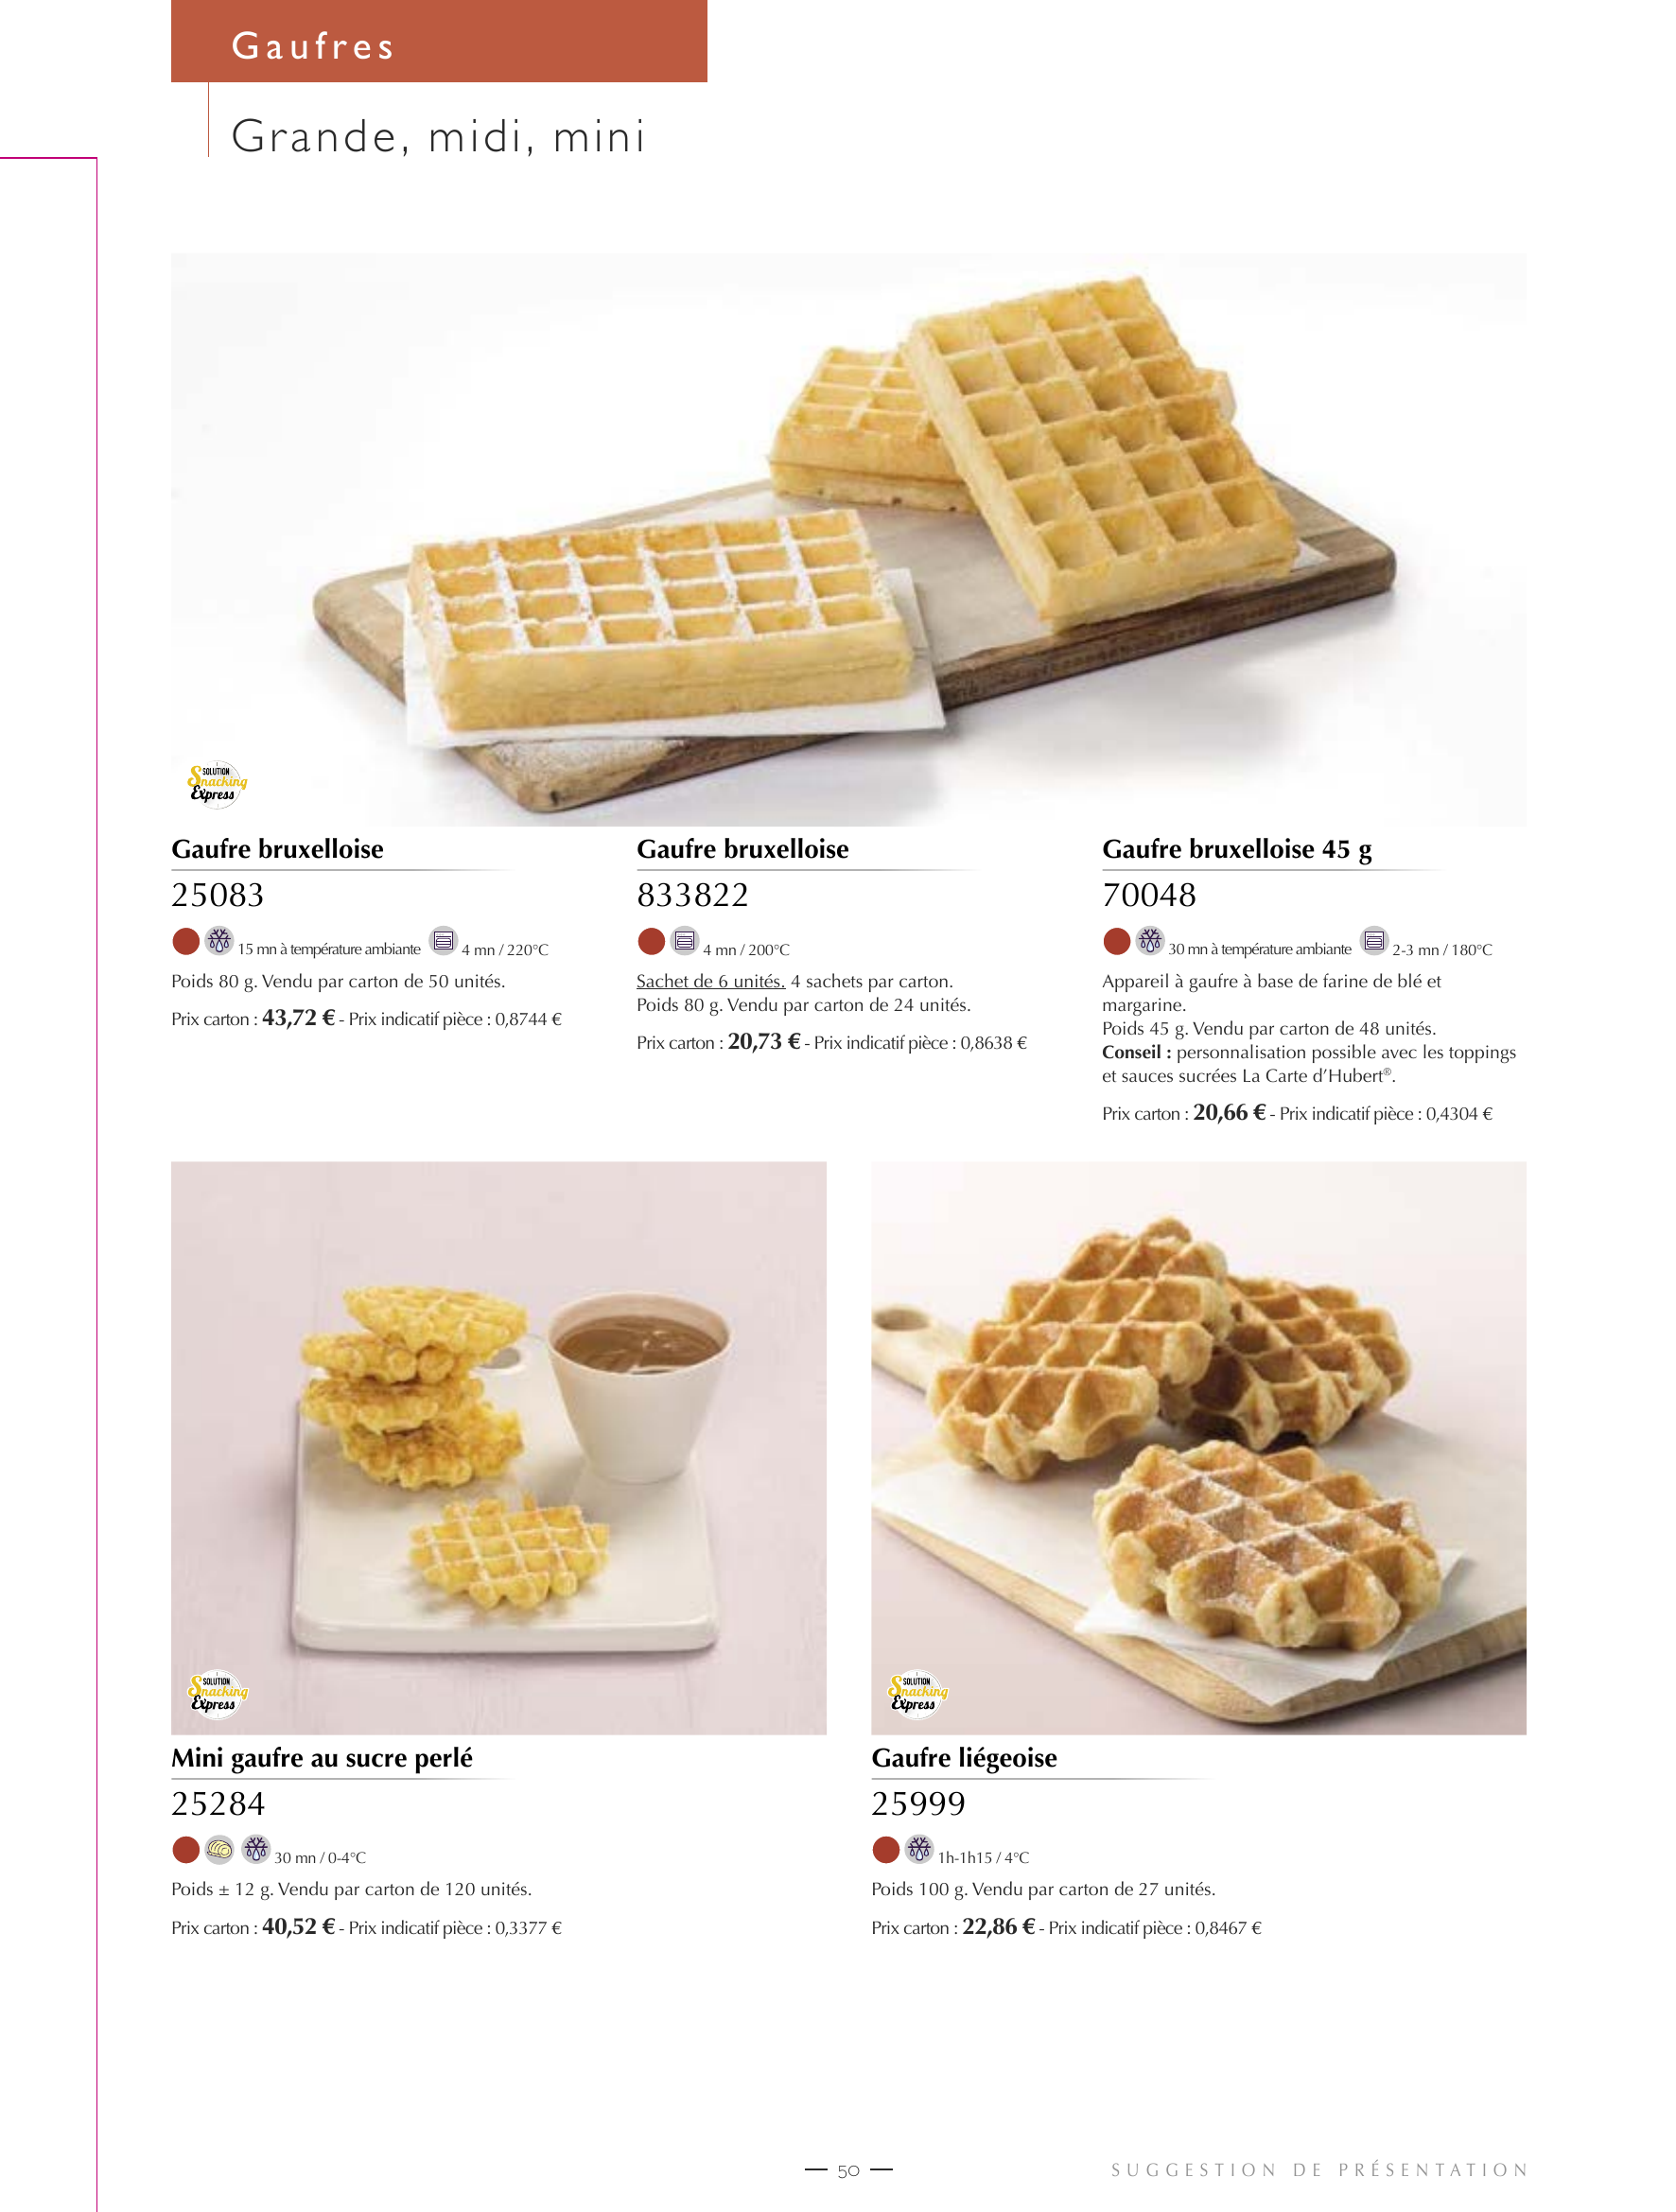 Gaufres
Grande, midi, mini
SOLUTION
Snacking
Express
Gaufre bruxelloise
25083
15 mn à température ambiante 4 mn / 220°C
Poids 80 g. Vendu par carton de 50 unités.
Prix carton : 43,72 € - Prix indicatif pièce : 0,8744 €
Gaufre bruxelloise
833822
4 mn / 200°C
Sachet de 6 unités. 4 sachets par carton.
Poids 80 g. Vendu par carton de 24 unités.
Prix carton : 20,73 € - Prix indicatif pièce : 0,8638 €
Gaufre bruxelloise 45 g
70048
30 mn à température ambiante 2-3 mn / 180°C
Appareil à gaufre à base de farine de blé et
margarine.
Poids 45 g. Vendu par carton de 48 unités.
Conseil : personnalisation possible avec les toppings
et sauces sucrées La Carte d’Hubert®.
Prix carton : 20,66 € - Prix indicatif pièce : 0,4304 €
SOLUTION
Snacking
Express
Mini gaufre au sucre perlé
25284
30 mn / 0-4°C
Poids ± 12 g. Vendu par carton de 120 unités.
Prix carton : 40,52 € - Prix indicatif pièce : 0,3377 €
SOLUTION
Snacking
Express
Gaufre liégeoise
25999
1h-1h15 / 4°C
Poids 100 g. Vendu par carton de 27 unités.
Prix carton : 22,86 € - Prix indicatif pièce : 0,8467 €
50
SUGGESTION DE PRÉSENTATION